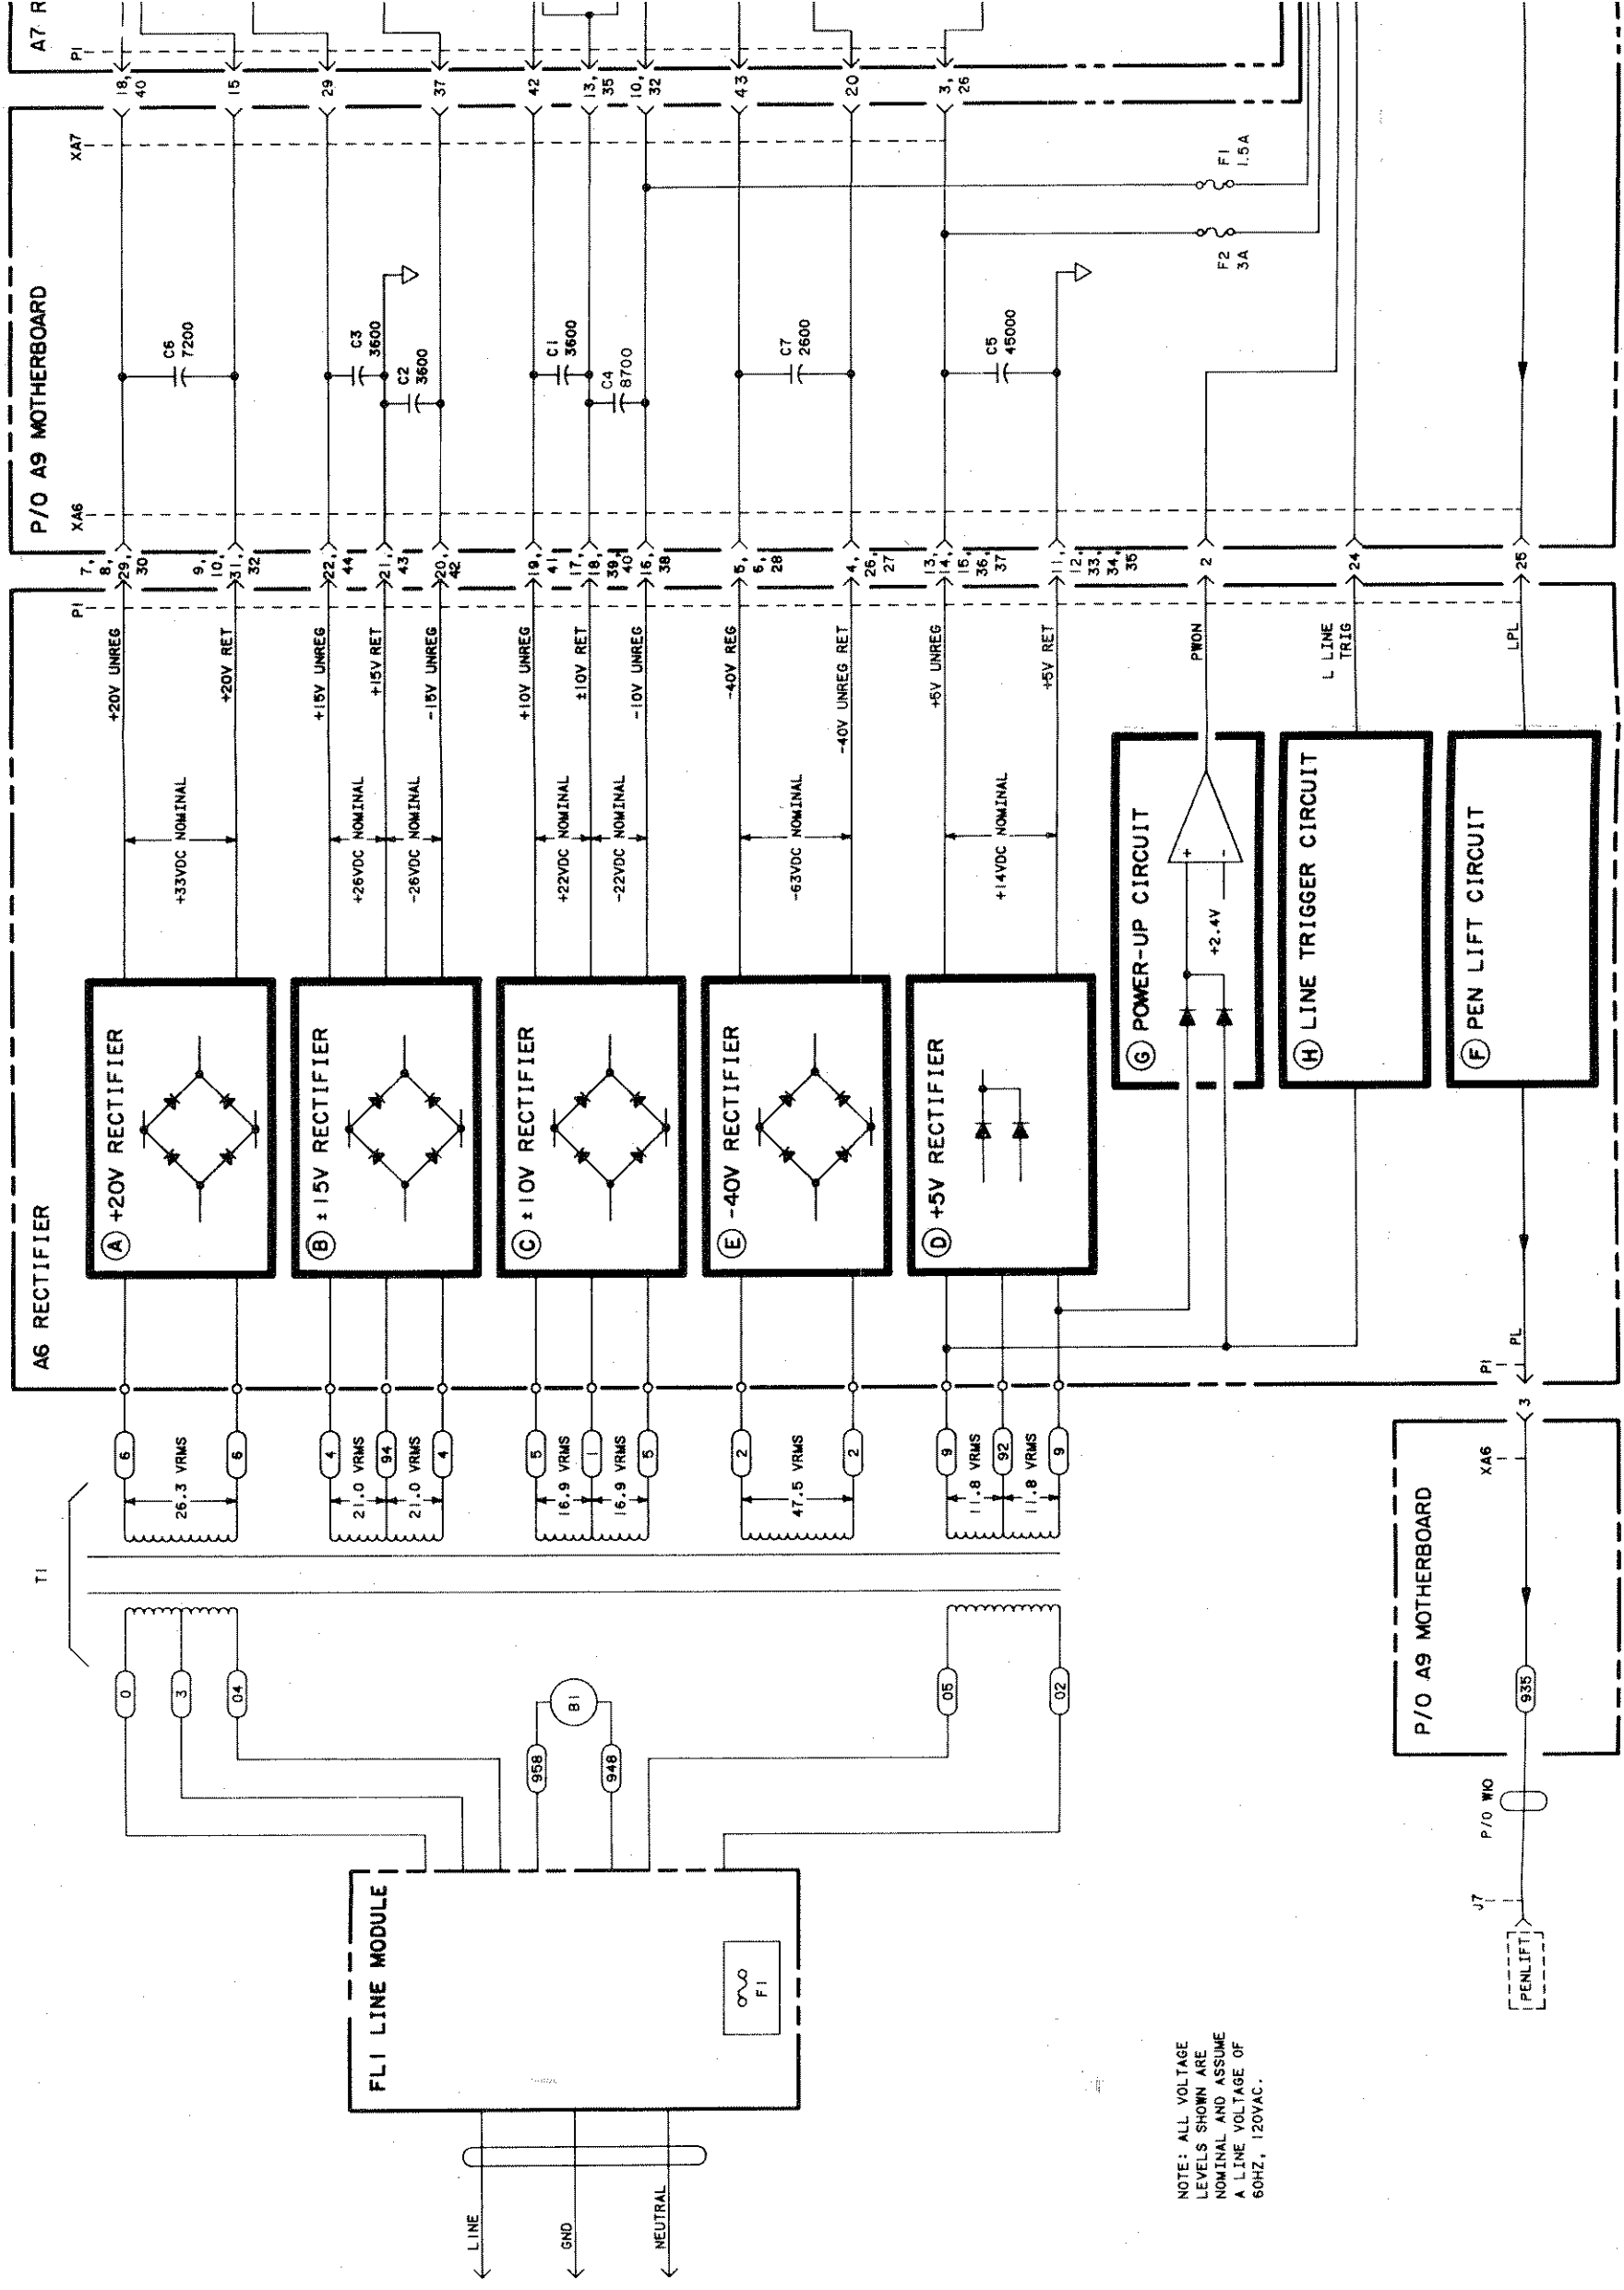 NOTE: ALL VOLTAGE
LEVELS SHOWN ARE
NOMINAL AND ASSUME
A LINE VOLTAGE OF
60HZ, 120VAC.
LINE
GND
NEUTRAL
FL1 LINE MODULE
F1
958
948
B1
T1
0
3
04
05
02
26.3 VRMS
6
6
21.0 VRMS
21.0 VRMS
4
94
4
16.9 VRMS
16.9 VRMS
5
1
5
47.5 VRMS
2
2
11.8 VRMS
11.8 VRMS
9
92
9
PENLIFT
J7
P/O W10
P/O A9 MOTHERBOARD
935
XA6
3
P1
PL
A6 RECTIFIER
A +20V RECTIFIER
B ±15V RECTIFIER
C ±10V RECTIFIER
E -40V RECTIFIER
D +5V RECTIFIER
G POWER-UP CIRCUIT
+2.4V
+
-
H LINE TRIGGER CIRCUIT
F PEN LIFT CIRCUIT
+33VDC NOMINAL
+26VDC NOMINAL
-26VDC NOMINAL
+22VDC NOMINAL
-22VDC NOMINAL
-63VDC NOMINAL
+14VDC NOMINAL
P1
+20V UNREG
+20V RET
+15V UNREG
+15V RET
-15V UNREG
+10V UNREG
±10V RET
-10V UNREG
-40V REG
-40V UNREG RET
+5V UNREG
+5V RET
PWON
L LINE
TRIG
LPL
7,
8,
29,
30
9,
10,
31,
32
22,
44
21,
43
20,
42
19,
41
17,
18,
39,
40
16,
38
5,
6,
28
4,
26,
27
13,
14,
15,
36,
37
11,
12,
33,
34,
35
2
24
25
P/O A9 MOTHERBOARD
XA6
C6
7200
C3
3600
C2
3600
C1
3600
C4
8700
C7
2600
C5
45000
F2
3A
F1
1.5A
XA7
18,
40
15
29
37
42
13,
35
10,
32
43
20
3,
26
P1
A7 R